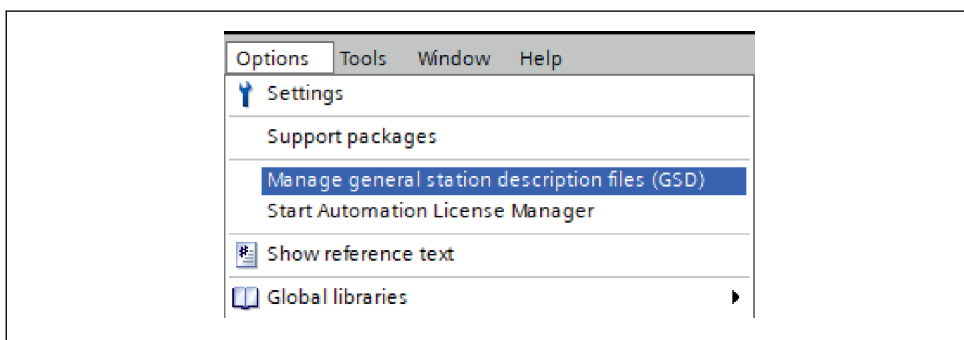 Options Tools Window Help
Settings
Support packages
Manage general station description files (GSD)
Start Automation License Manager
Show reference text
Global libraries